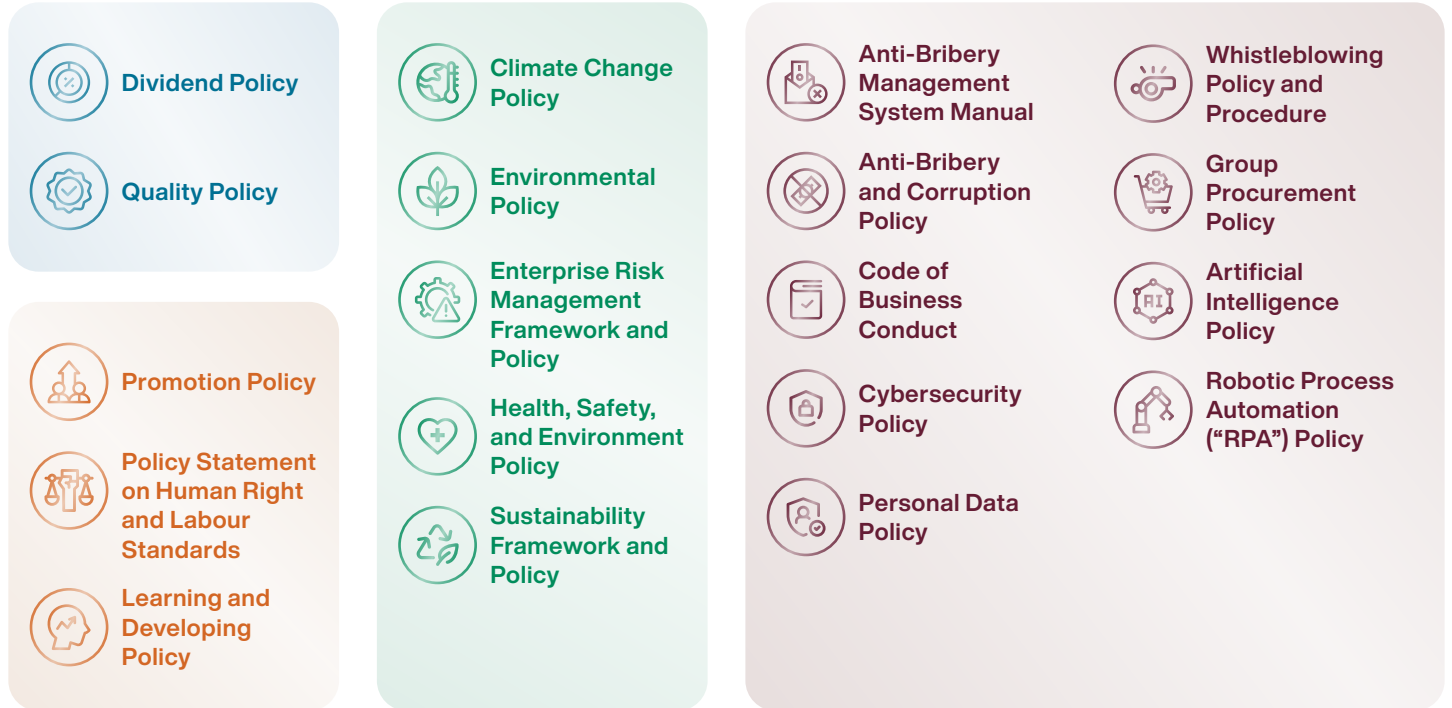 Dividend Policy
Quality Policy
Promotion Policy
Policy Statement
on Human Right
and Labour
Standards
Learning and
Developing
Policy
Climate Change
Policy
Environmental
Policy
Enterprise Risk
Management
Framework and
Policy
Health, Safety,
and Environment
Policy
Sustainability
Framework and
Policy
Anti-Bribery
Management
System Manual
Anti-Bribery
and Corruption
Policy
Code of
Business
Conduct
Cybersecurity
Policy
Personal Data
Policy
Whistleblowing
Policy and
Procedure
Group
Procurement
Policy
AI
Artificial
Intelligence
Policy
Robotic Process
Automation
(“RPA”) Policy